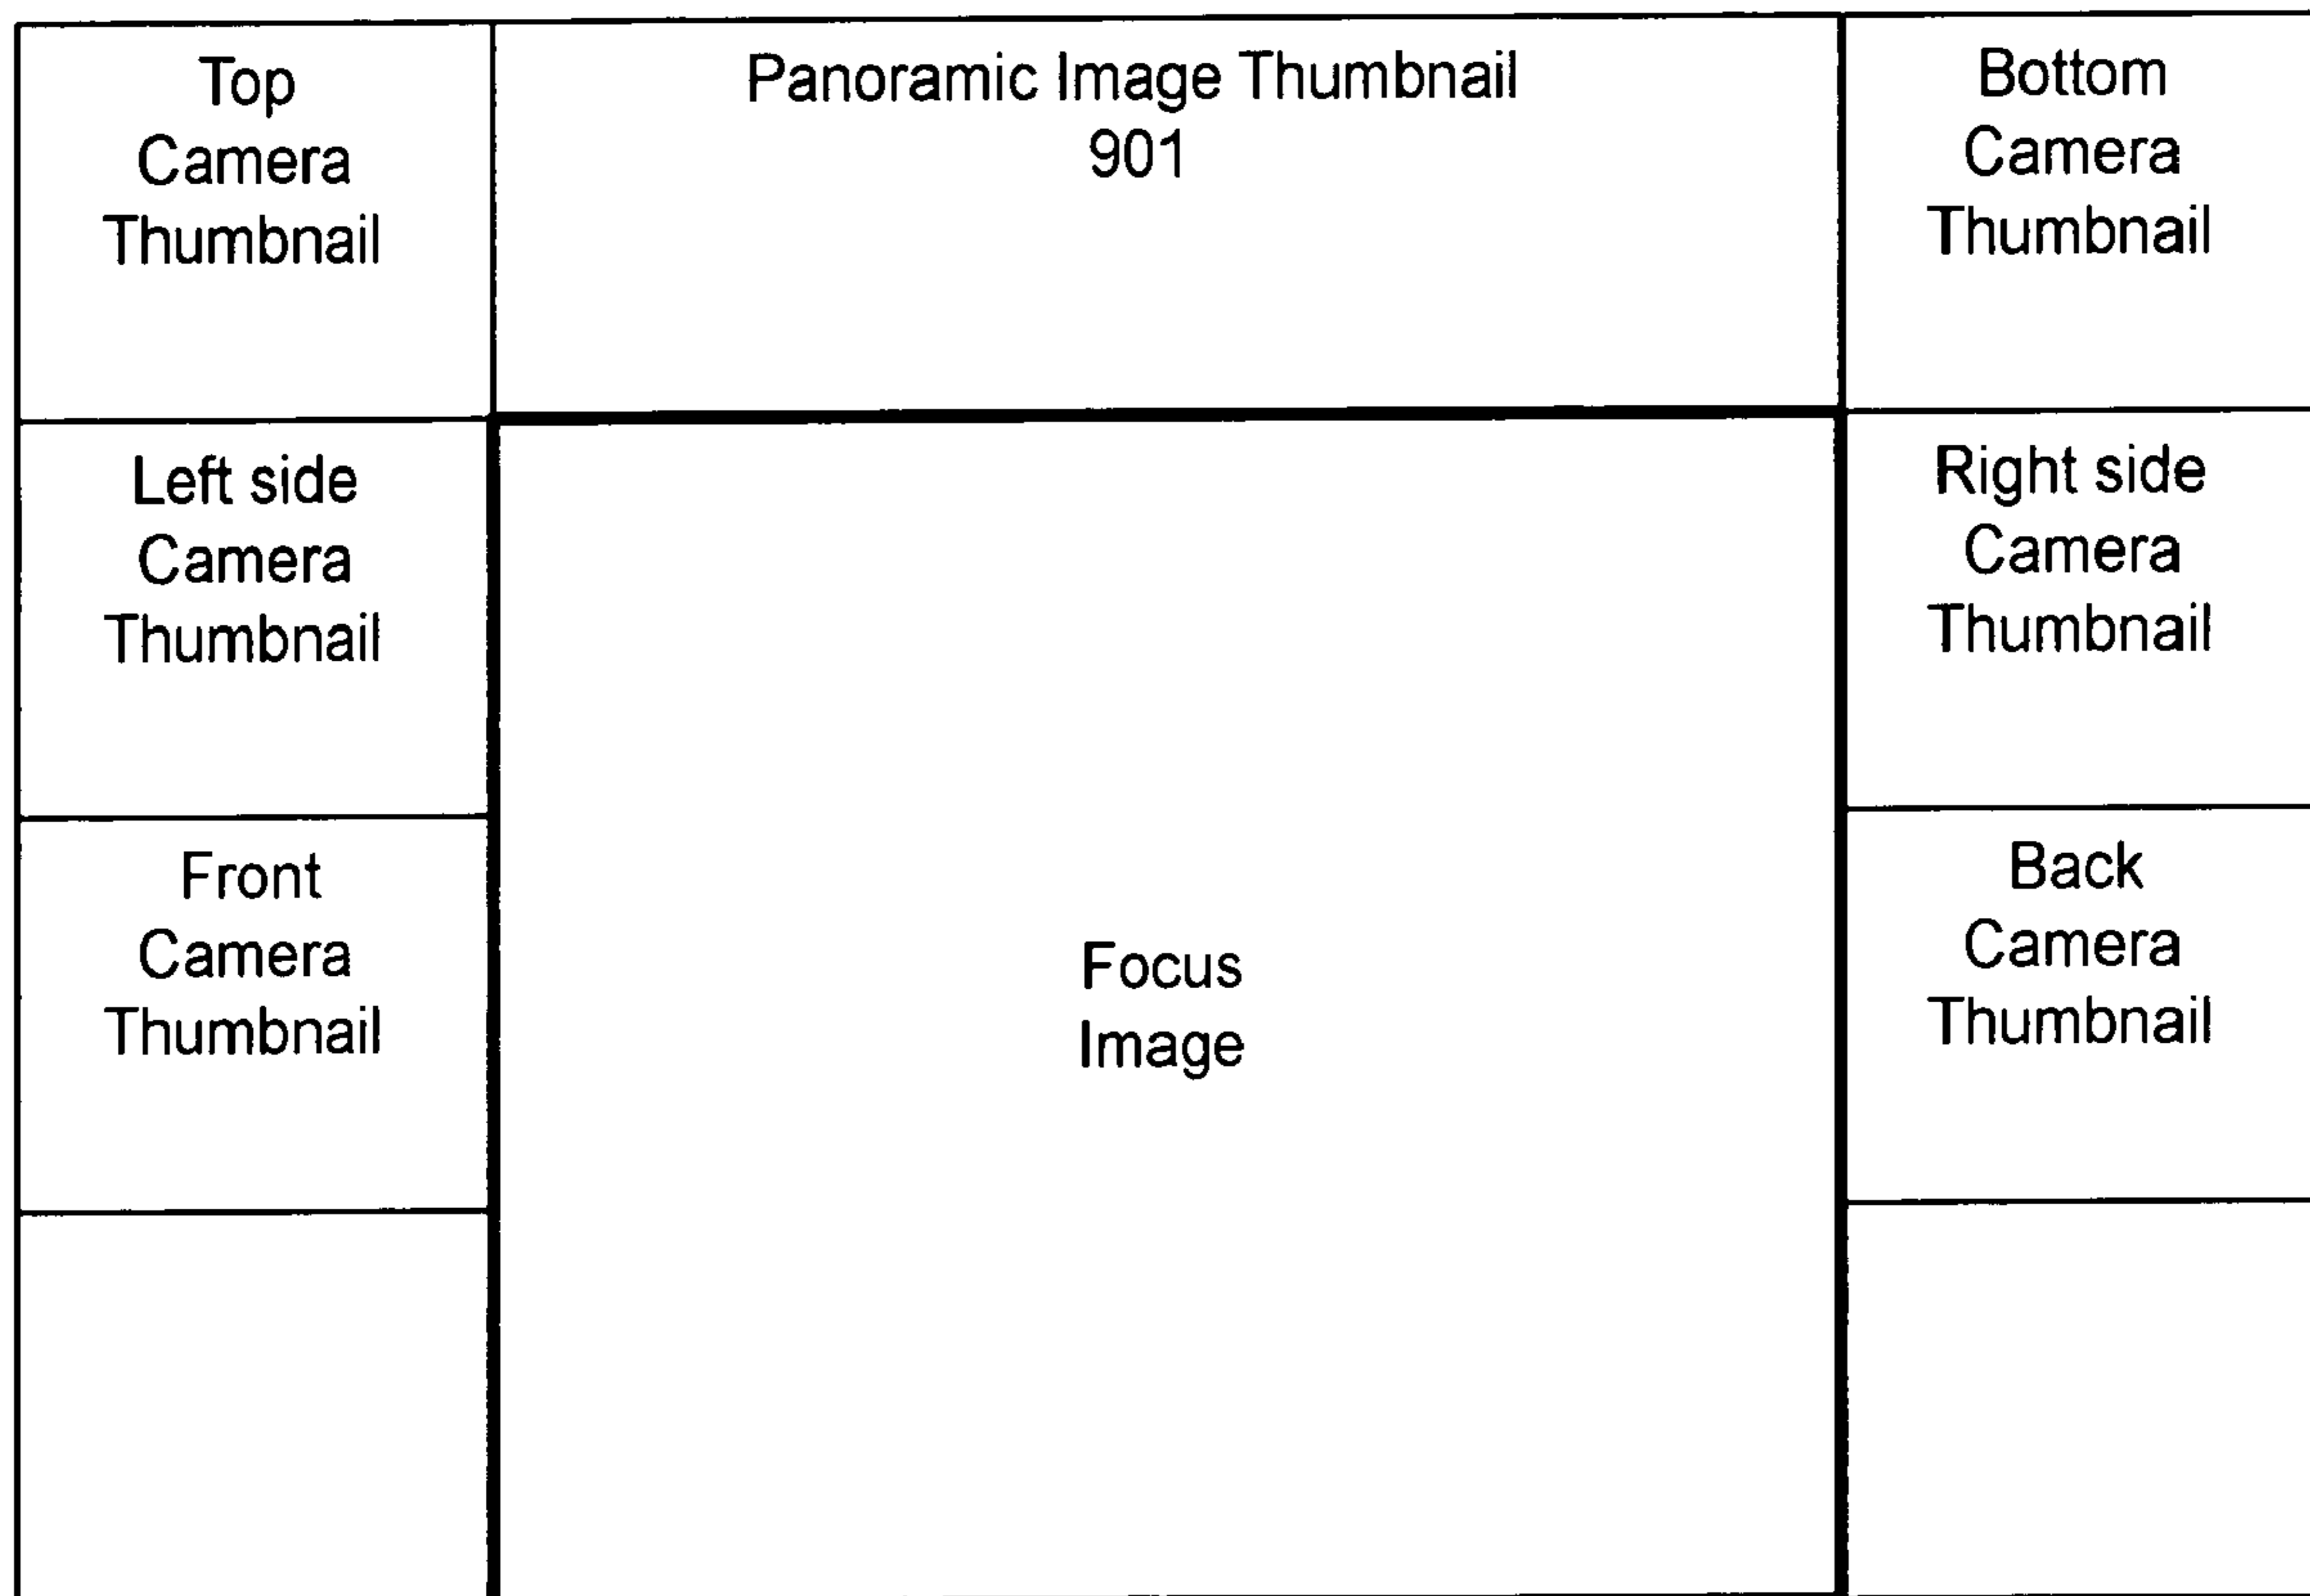 Top
Camera
Thumbnail
Panoramic Image Thumbnail
901
Bottom
Camera
Thumbnail
Left side
Camera
Thumbnail
Right side
Camera
Thumbnail
Front
Camera
Thumbnail
Focus
Image
Back
Camera
Thumbnail